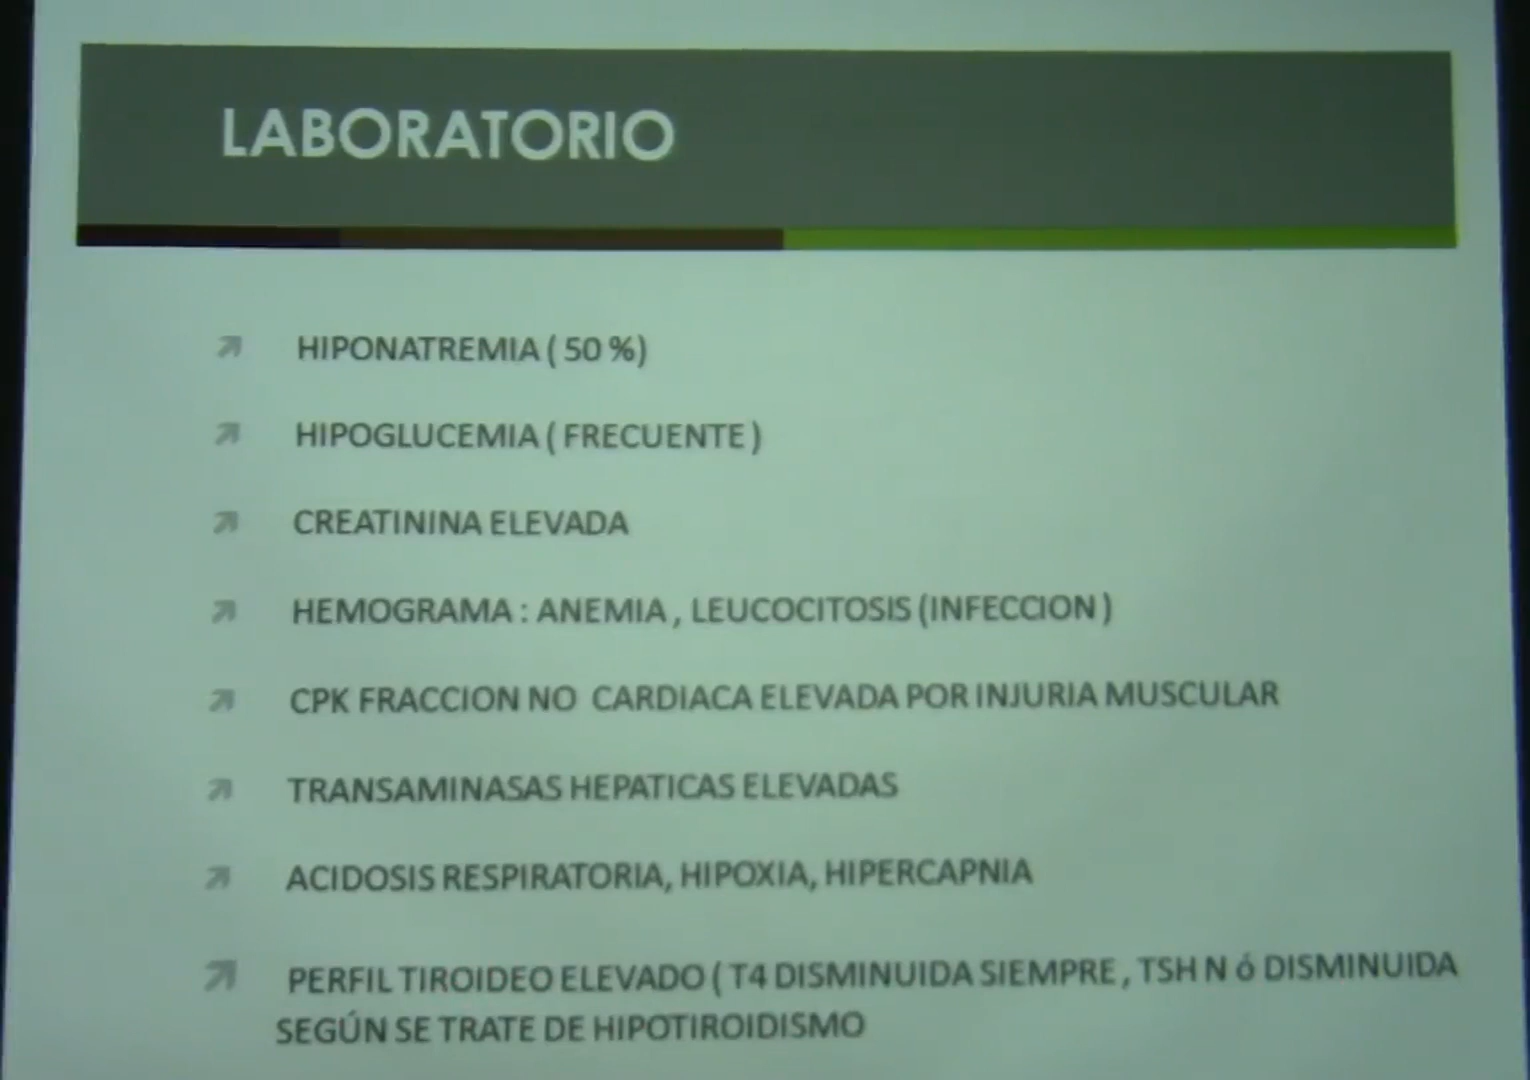 LABORATORIO
HIPONATREMIA ( 50 %)
HIPOGLUCEMIA ( FRECUENTE )
CREATININA ELEVADA
HEMOGRAMA : ANEMIA , LEUCOCITOSIS (INFECCION )
CPK FRACCION NO CARDIACA ELEVADA POR INJURIA MUSCULAR
TRANSAMINASAS HEPATICAS ELEVADAS
ACIDOSIS RESPIRATORIA, HIPOXIA, HIPERCAPNIA
PERFIL TIROIDEO ELEVADO ( T4 DISMINUIDA SIEMPRE , TSH N ó DISMINUIDA
SEGÚN SE TRATE DE HIPOTIROIDISMO